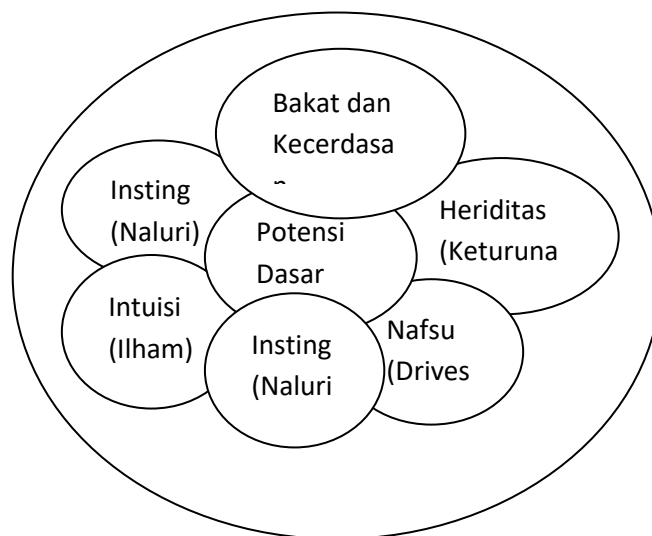 Bakat dan
Kecerdasa
Insting
(Naluri)
Potensi
Dasar
Heriditas
(Keturuna
Intuisi
(Ilham)
Insting
(Naluri
Nafsu
(Drives